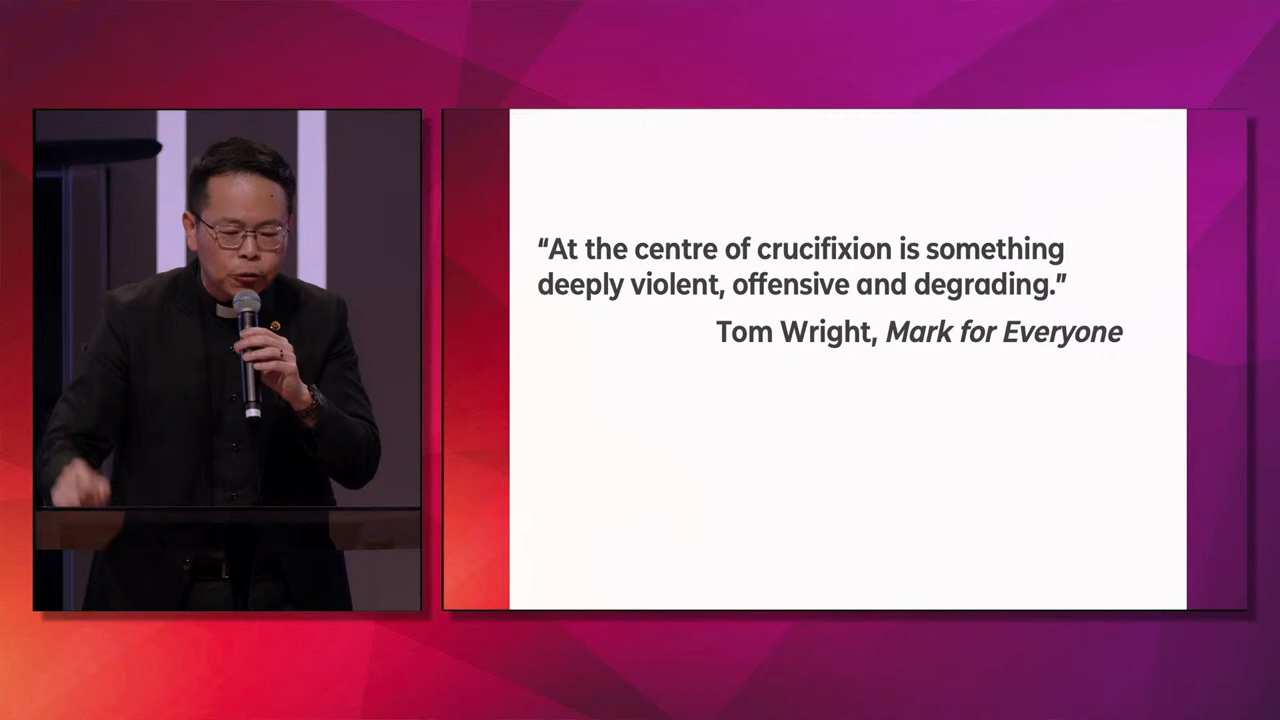 “At the centre of crucifixion is something
deeply violent, offensive and degrading.”
Tom Wright, Mark for Everyone